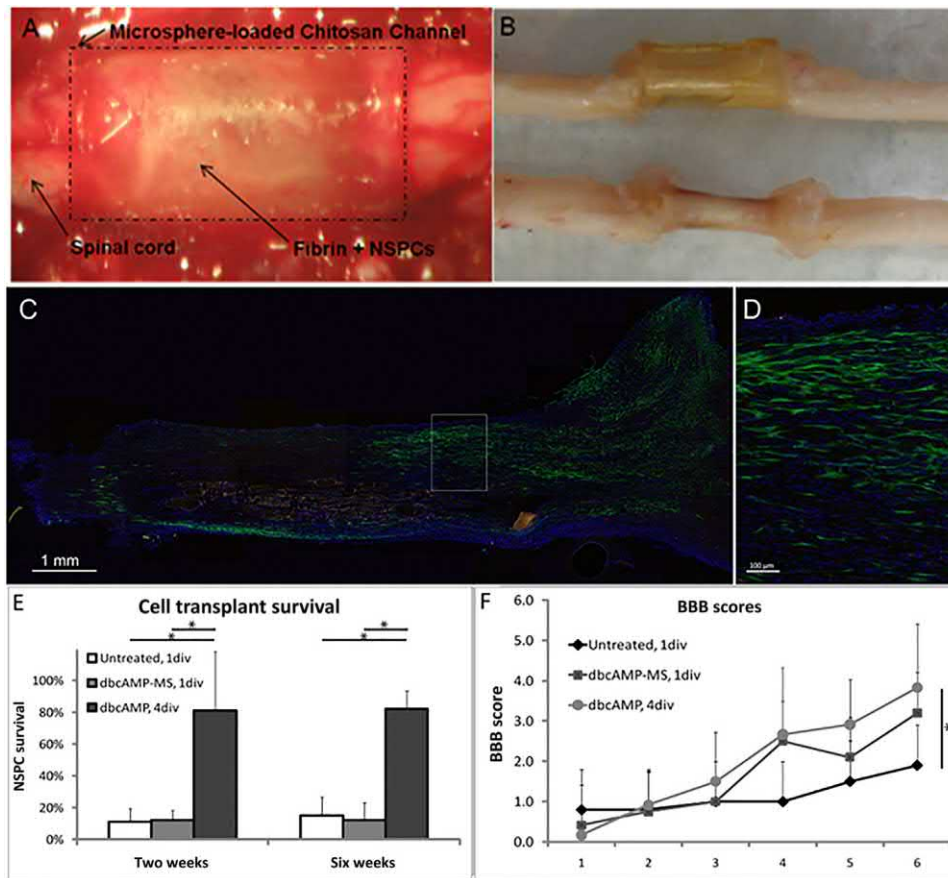 A
Microsphere-loaded Chitosan Channel
Spinal cord
Fibrin + NSPCs
B
C
1 mm
D
100 µm
E
Cell transplant survival
*
*
*
*
Untreated, 1div
dbcAMP-MS, 1div
dbcAMP, 4div
NSPC survival
100%
80%
60%
40%
20%
0%
Two weeks
Six weeks
F
BBB scores
6.0
5.0
4.0
3.0
2.0
1.0
0.0
BBB score
Untreated, 1div
dbcAMP-MS, 1div
dbcAMP, 4div
*
1 2 3 4 5 6